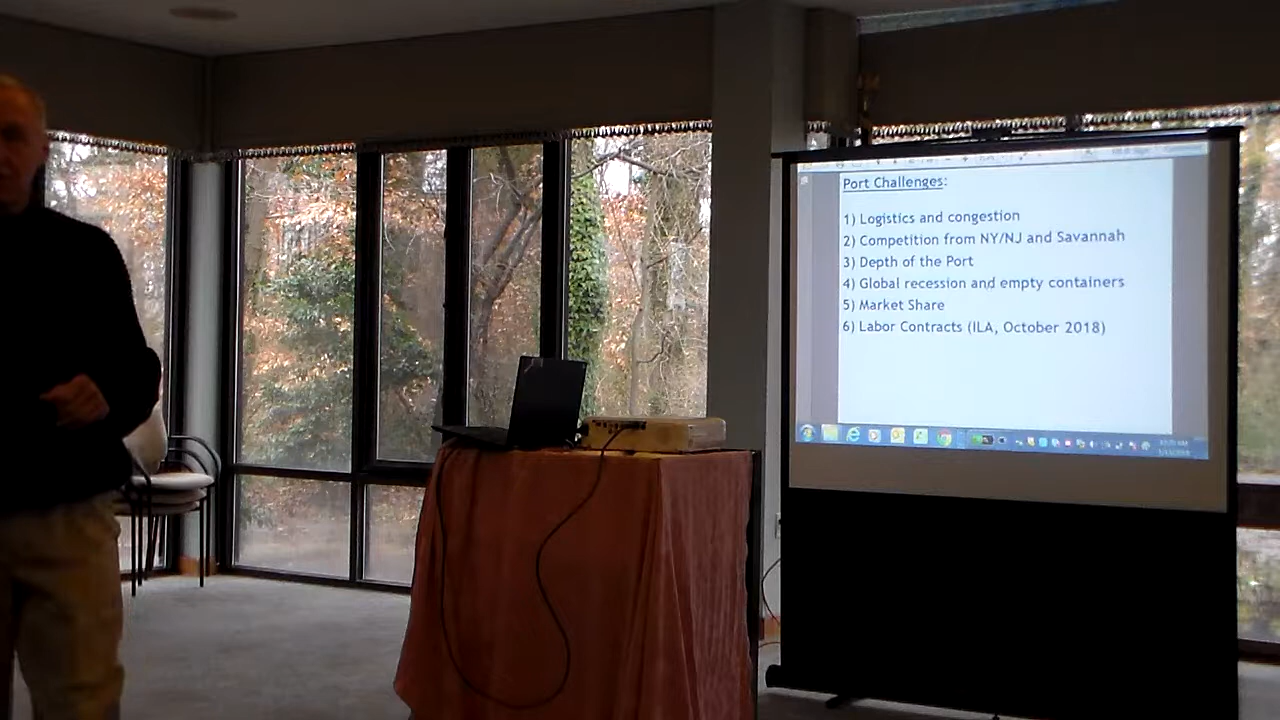 Port Challenges:
1) Logistics and congestion
2) Competition from NY/NJ and Savannah
3) Depth of the Port
4) Global recession and empty containers
5) Market Share
6) Labor Contracts (ILA, October 2018)